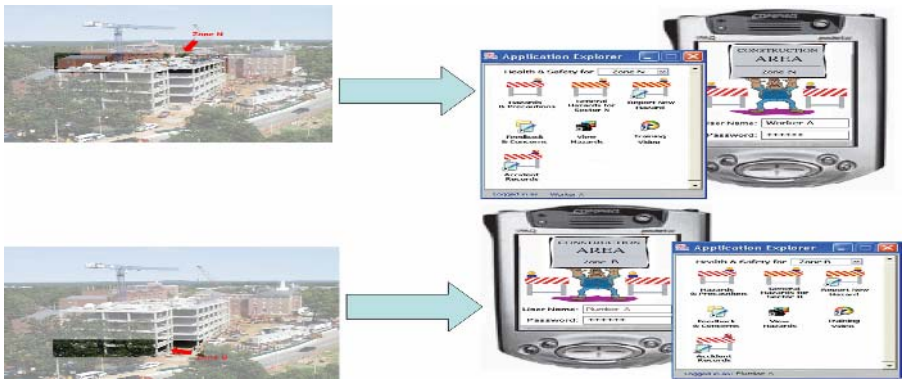 Zone N
Application Explorer
Health & Safety for Zone N
Hazards & Precautions
General Hazards for Sector N
Report New Hazard
Feedback & Concerns
View Hazards
Training Video
Accident Records
Logged in as: Worker A
COMPAQ
CONSTRUCTION
AREA
Zone N
User Name: Worker A
Password: ******
Zone B
COMPAQ
iPAQ
CONSTRUCTION
AREA
Zone B
User Name: Plumber A
Password: ******
Application Explorer
Health & Safety for Zone B
Hazards & Precautions
General Hazards for Sector B
Report New Hazard
Feedback & Concerns
View Hazards
Training Video
Accident Records
Logged in as: Plumber A